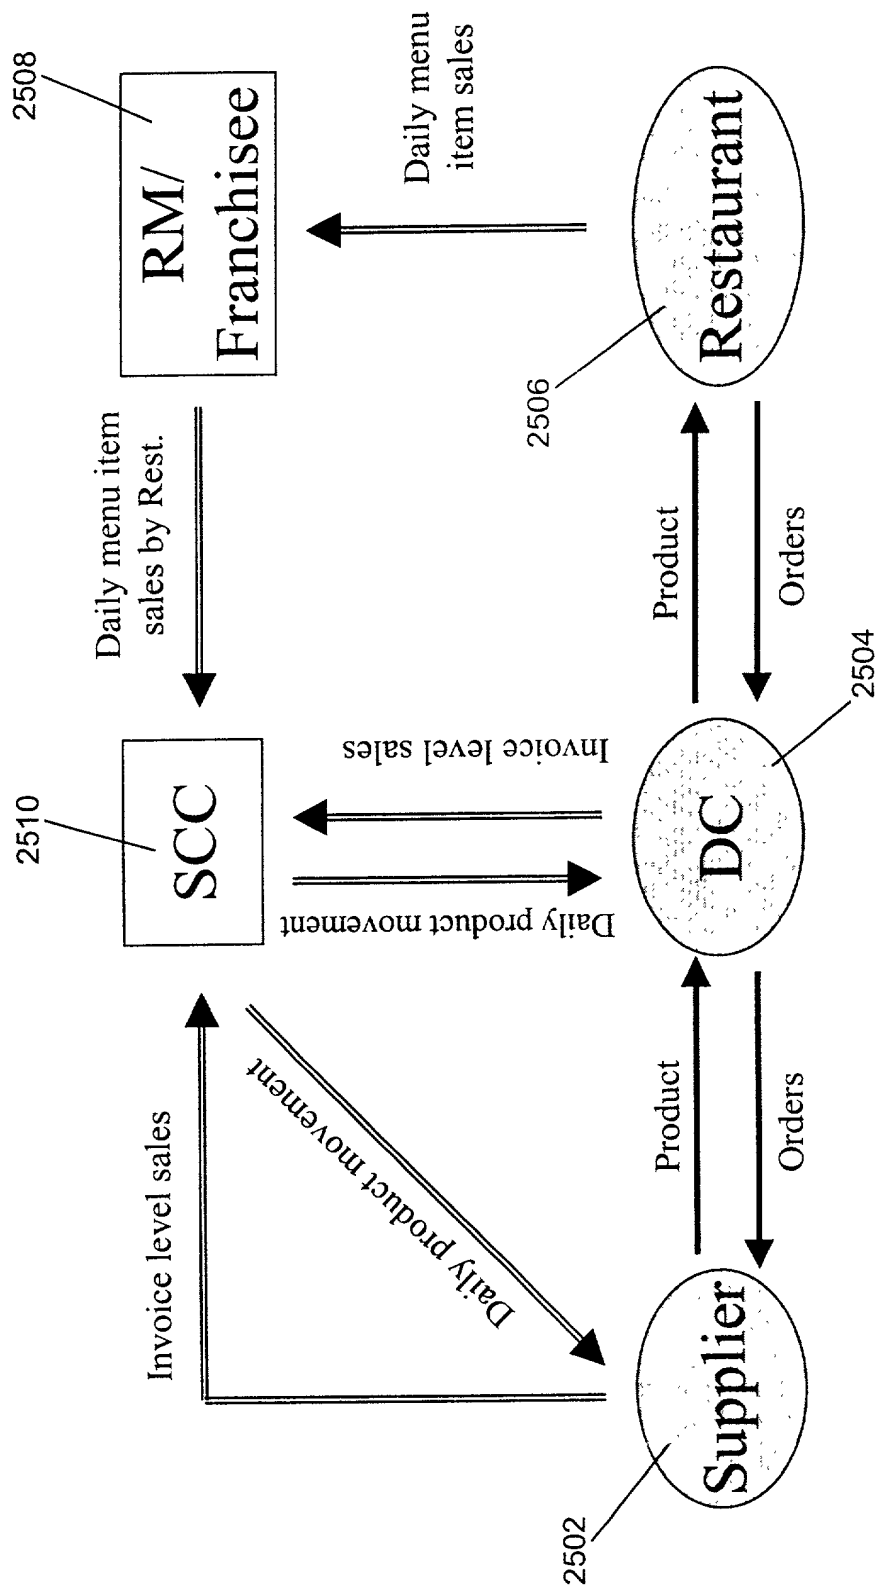 2510
2508
SCC
RM/
Franchisee
Daily menu item
sales by Rest.
Daily menu
item sales
Invoice level sales
Daily product movement
Daily product movement
Invoice level sales
2506
Supplier
DC
Restaurant
Product
Product
Orders
Orders
2502
2504